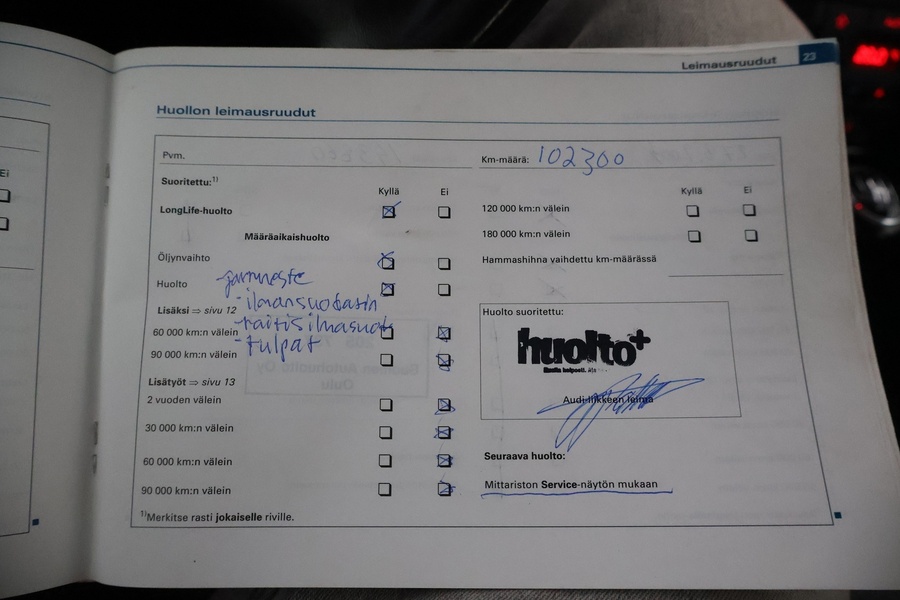 Leimausruudut 23
Huollon leimausruudut
Ei
Pvm.
Km-määrä: 102300
Suoritettu:1)
Kyllä Ei
Kyllä Ei
LongLife-huolto
120 000 km:n välein
Määräaikaishuolto
180 000 km:n välein
Öljynvaihto
Hammashihna vaihdettu km-määrässä
Huolto
jarruneste
-ilmansuodatin
Lisäksi ⇒ sivu 12
-raitisilmasuod
60 000 km:n välein
-tulpat
90 000 km:n välein
Lisätyöt ⇒ sivu 13
2 vuoden välein
30 000 km:n välein
60 000 km:n välein
90 000 km:n välein
1)Merkitse rasti jokaiselle riville.
Huolto suoritettu:
huolto+
Audi-liikkeen leima
Seuraava huolto:
Mittariston Service-näytön mukaan